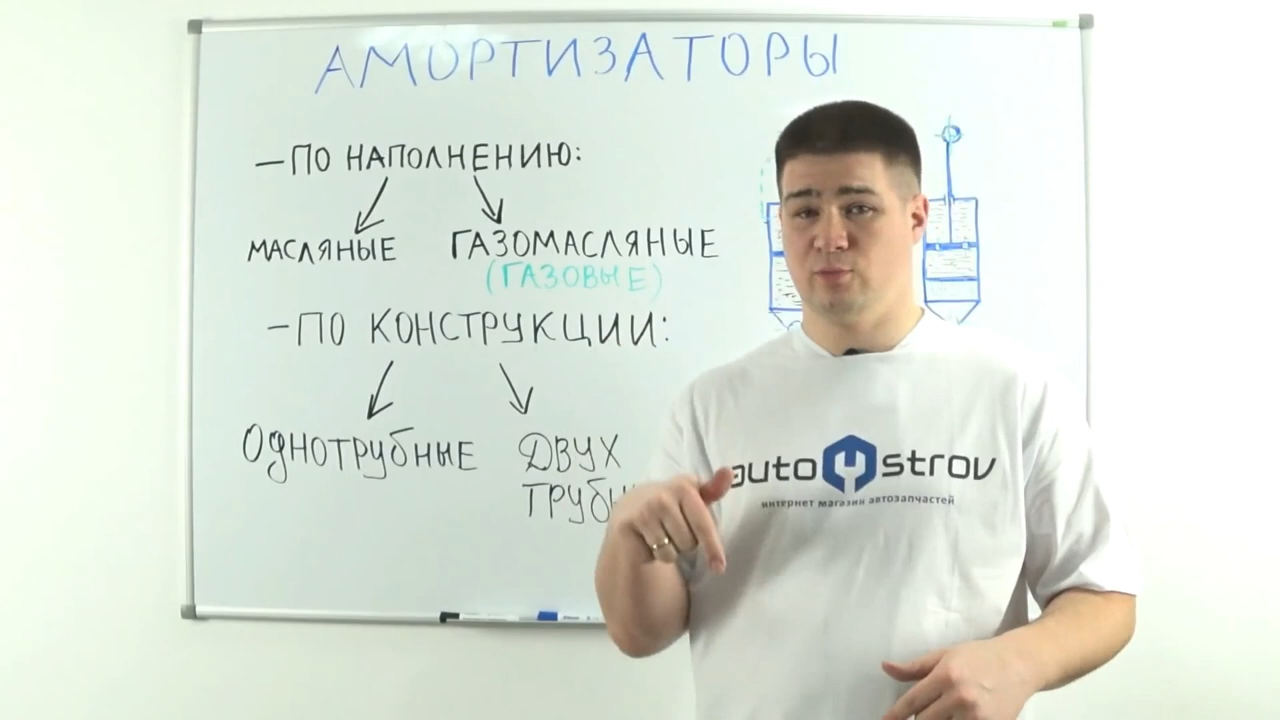 АМОРТИЗАТОРЫ
– ПО НАПОЛНЕНИЮ:
МАСЛЯНЫЕ ГАЗОМАСЛЯНЫЕ
(ГАЗОВЫЕ)
– ПО КОНСТРУКЦИИ:
ОДНОТРУБНЫЕ ДВУХ
autostrov
интернет магазин автозапчастей